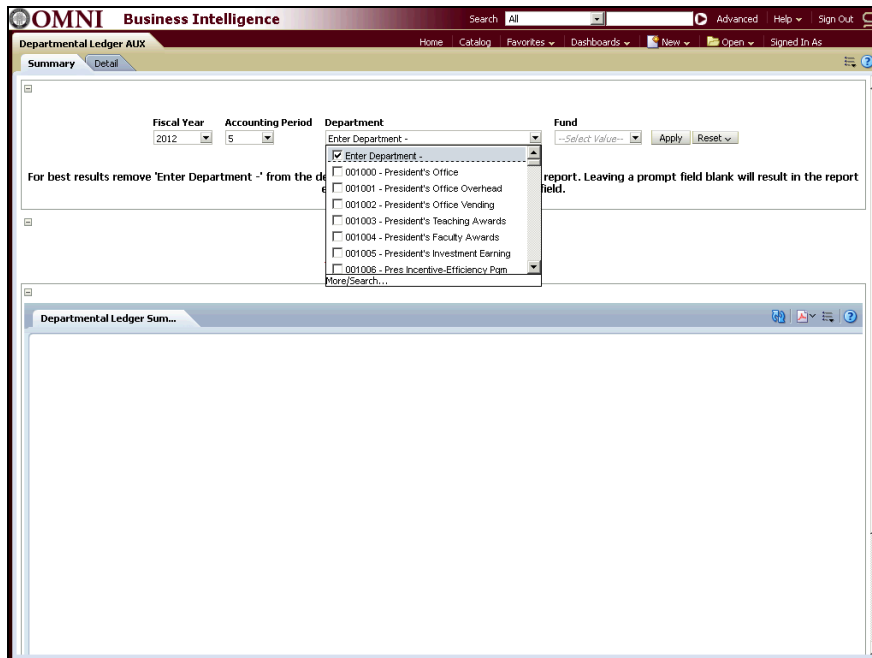 OMNI Business Intelligence Search All Advanced Help Sign Out
Departmental Ledger AUX Home Catalog Favorites Dashboards New Open Signed In As
Summary Detail
Fiscal Year Accounting Period Department Fund
2012 5 Enter Department - --Select Value-- Apply Reset
Enter Department -
001000 - President's Office
001001 - President's Office Overhead
001002 - President's Office Vending
001003 - President's Teaching Awards
001004 - President's Faculty Awards
001005 - President's Investment Earning
001006 - Pres Incentive-Efficiency Pgm
More/Search...
For best results remove 'Enter Department -' from the de report. Leaving a prompt field blank will result in the report
e field.
Departmental Ledger Sum...